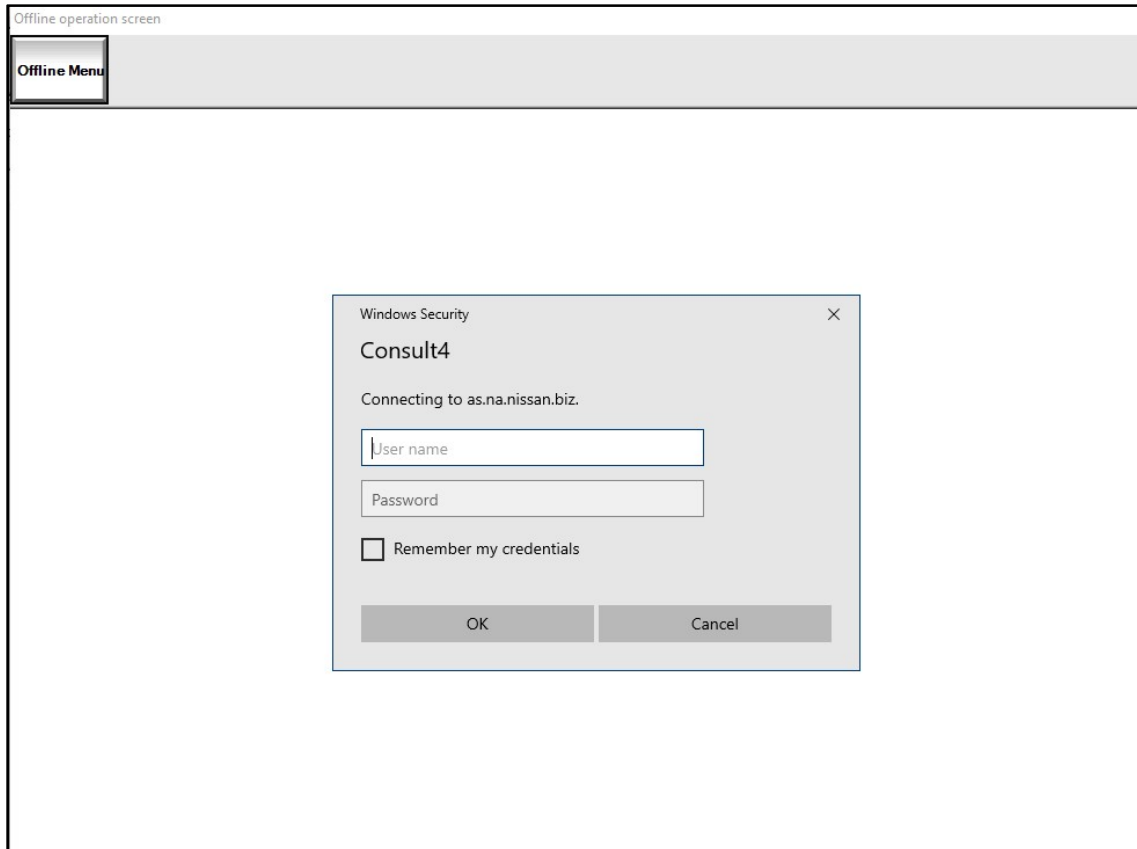 Offline operation screen
Offline Menu
Windows Security
Consult4
Connecting to as.na.nissan.biz.
User name
Password
Remember my credentials
OK
Cancel